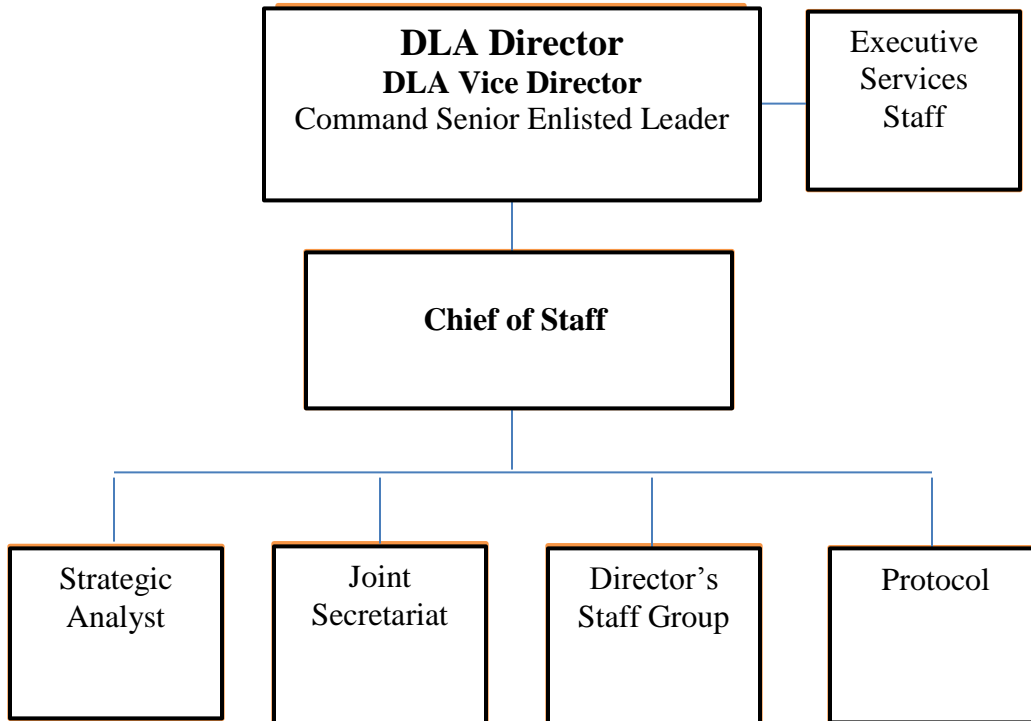 DLA Director
DLA Vice Director
Command Senior Enlisted Leader
Executive
Services
Staff
Chief of Staff
Strategic
Analyst
Joint
Secretariat
Director’s
Staff Group
Protocol